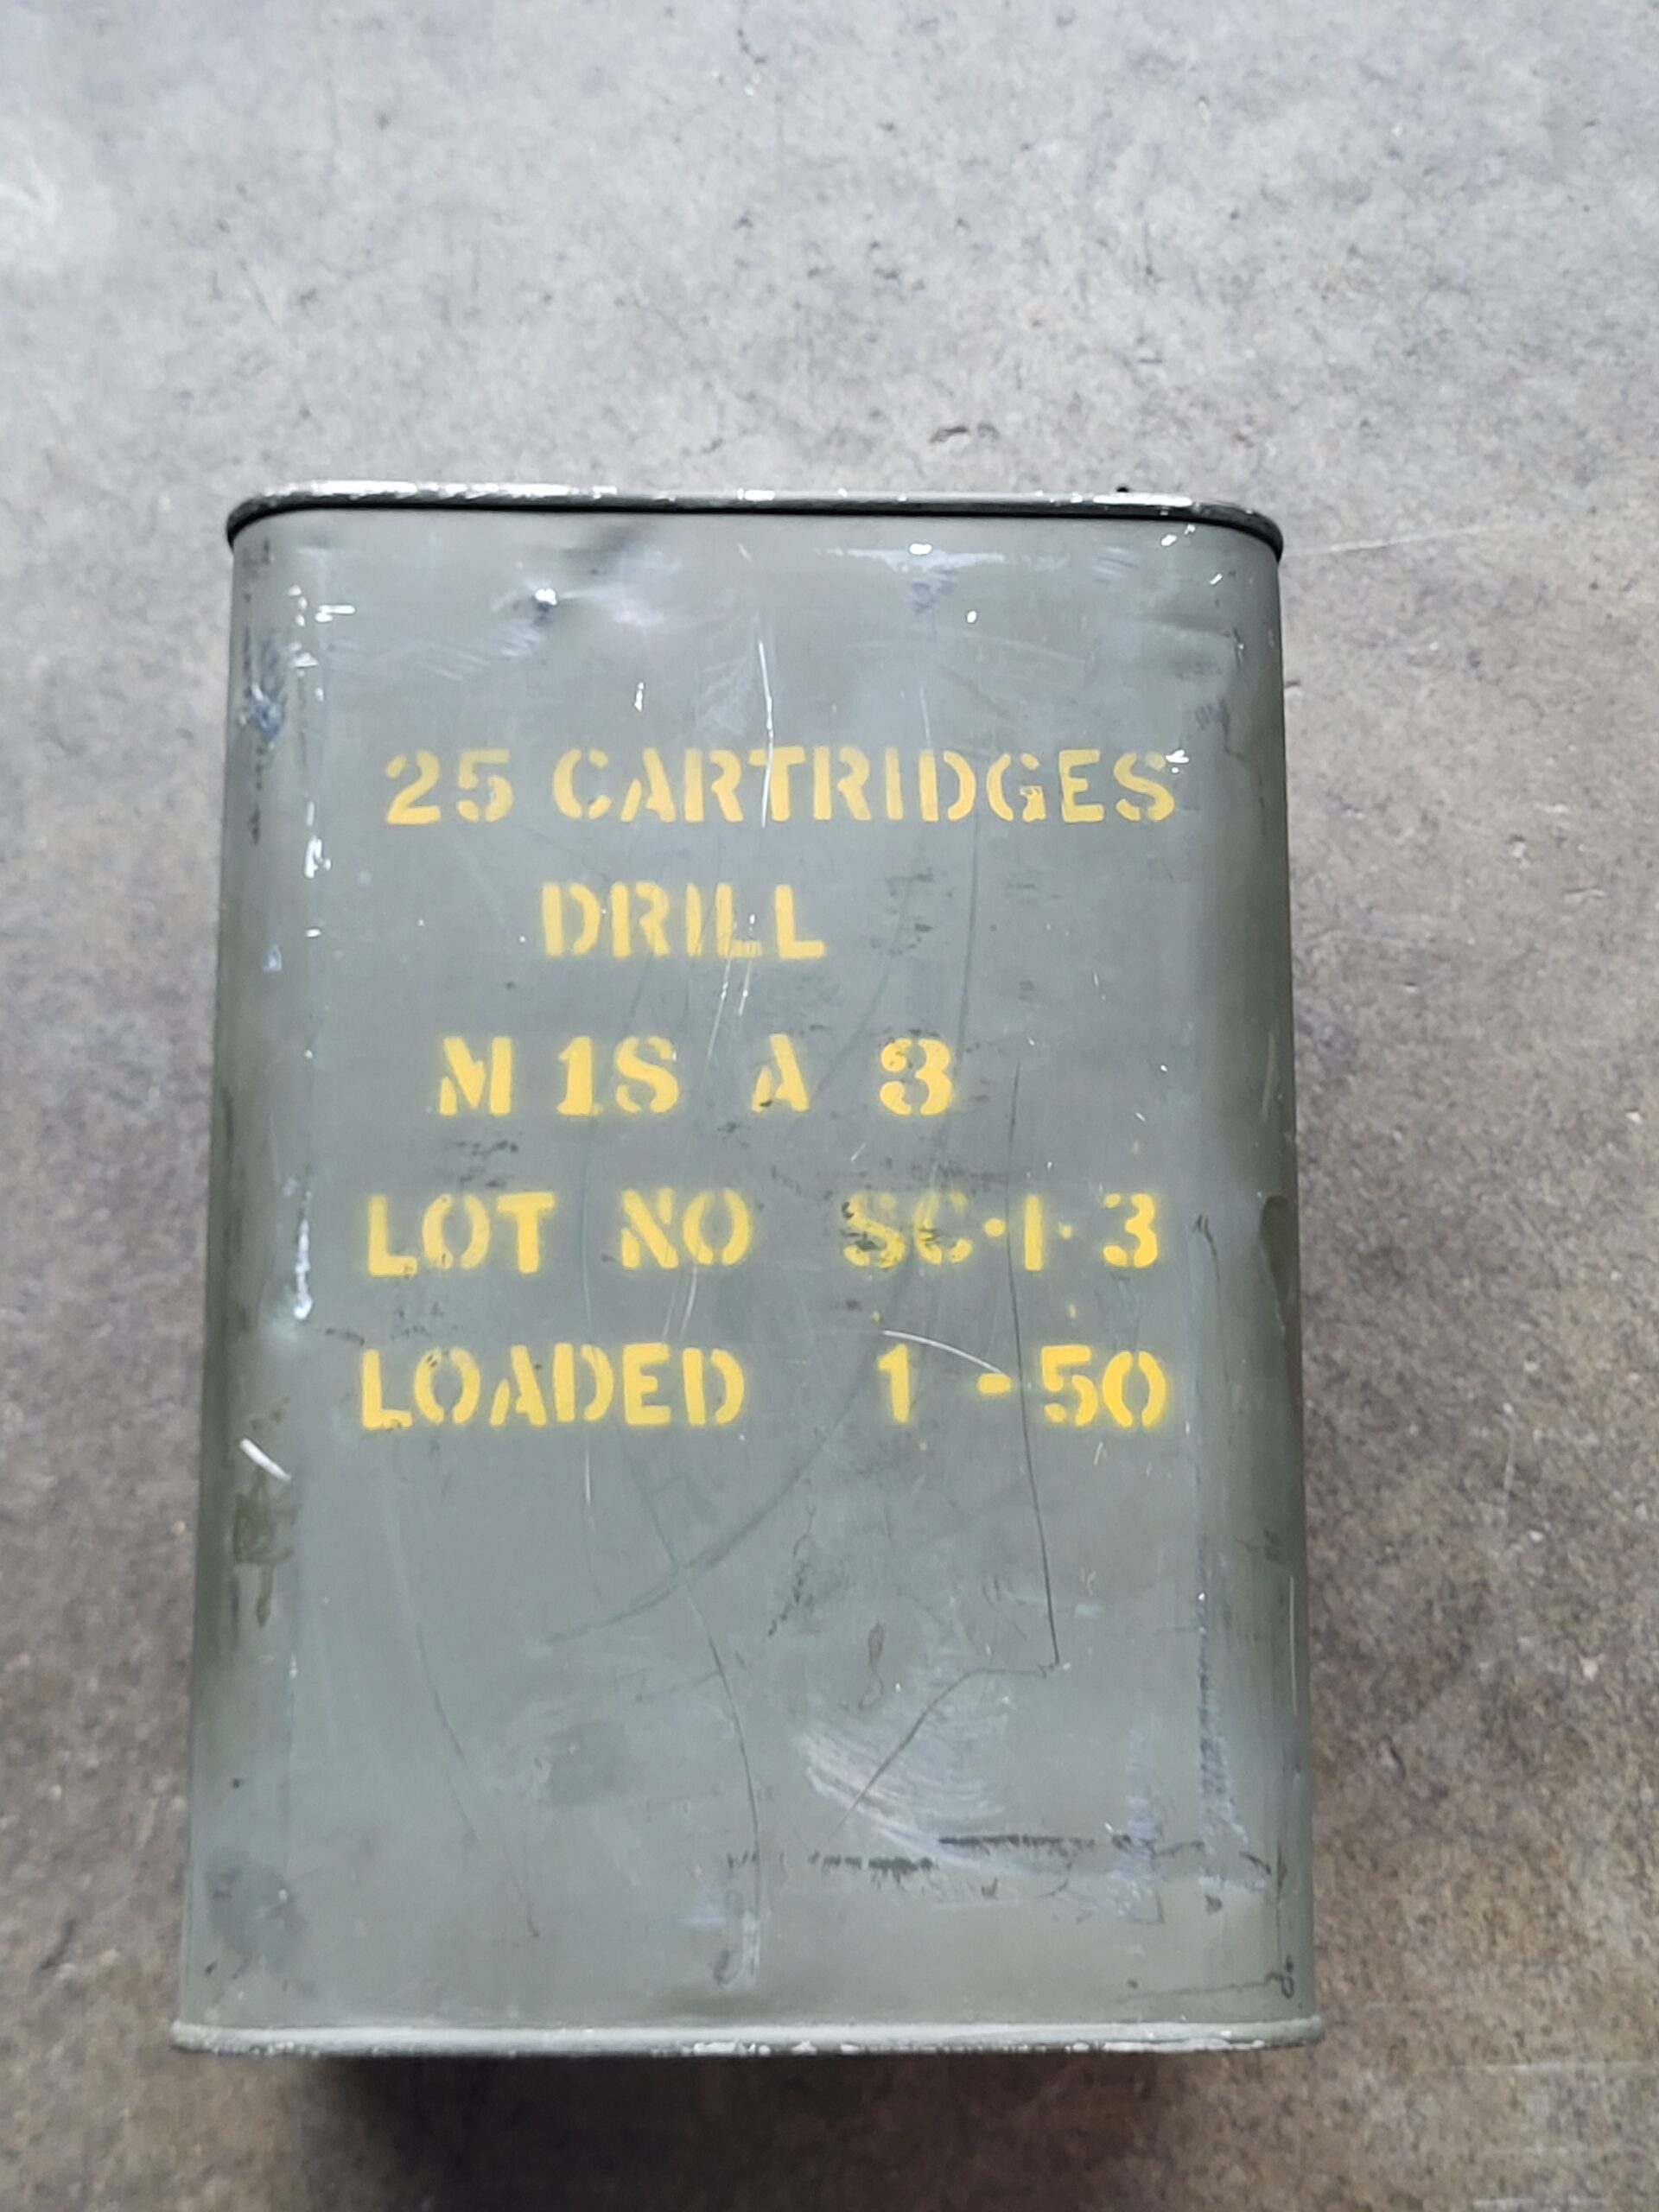 25 CARTRIDGES
DRILL
M 18 A 3
LOT NO SC-1-3
LOADED 1-50